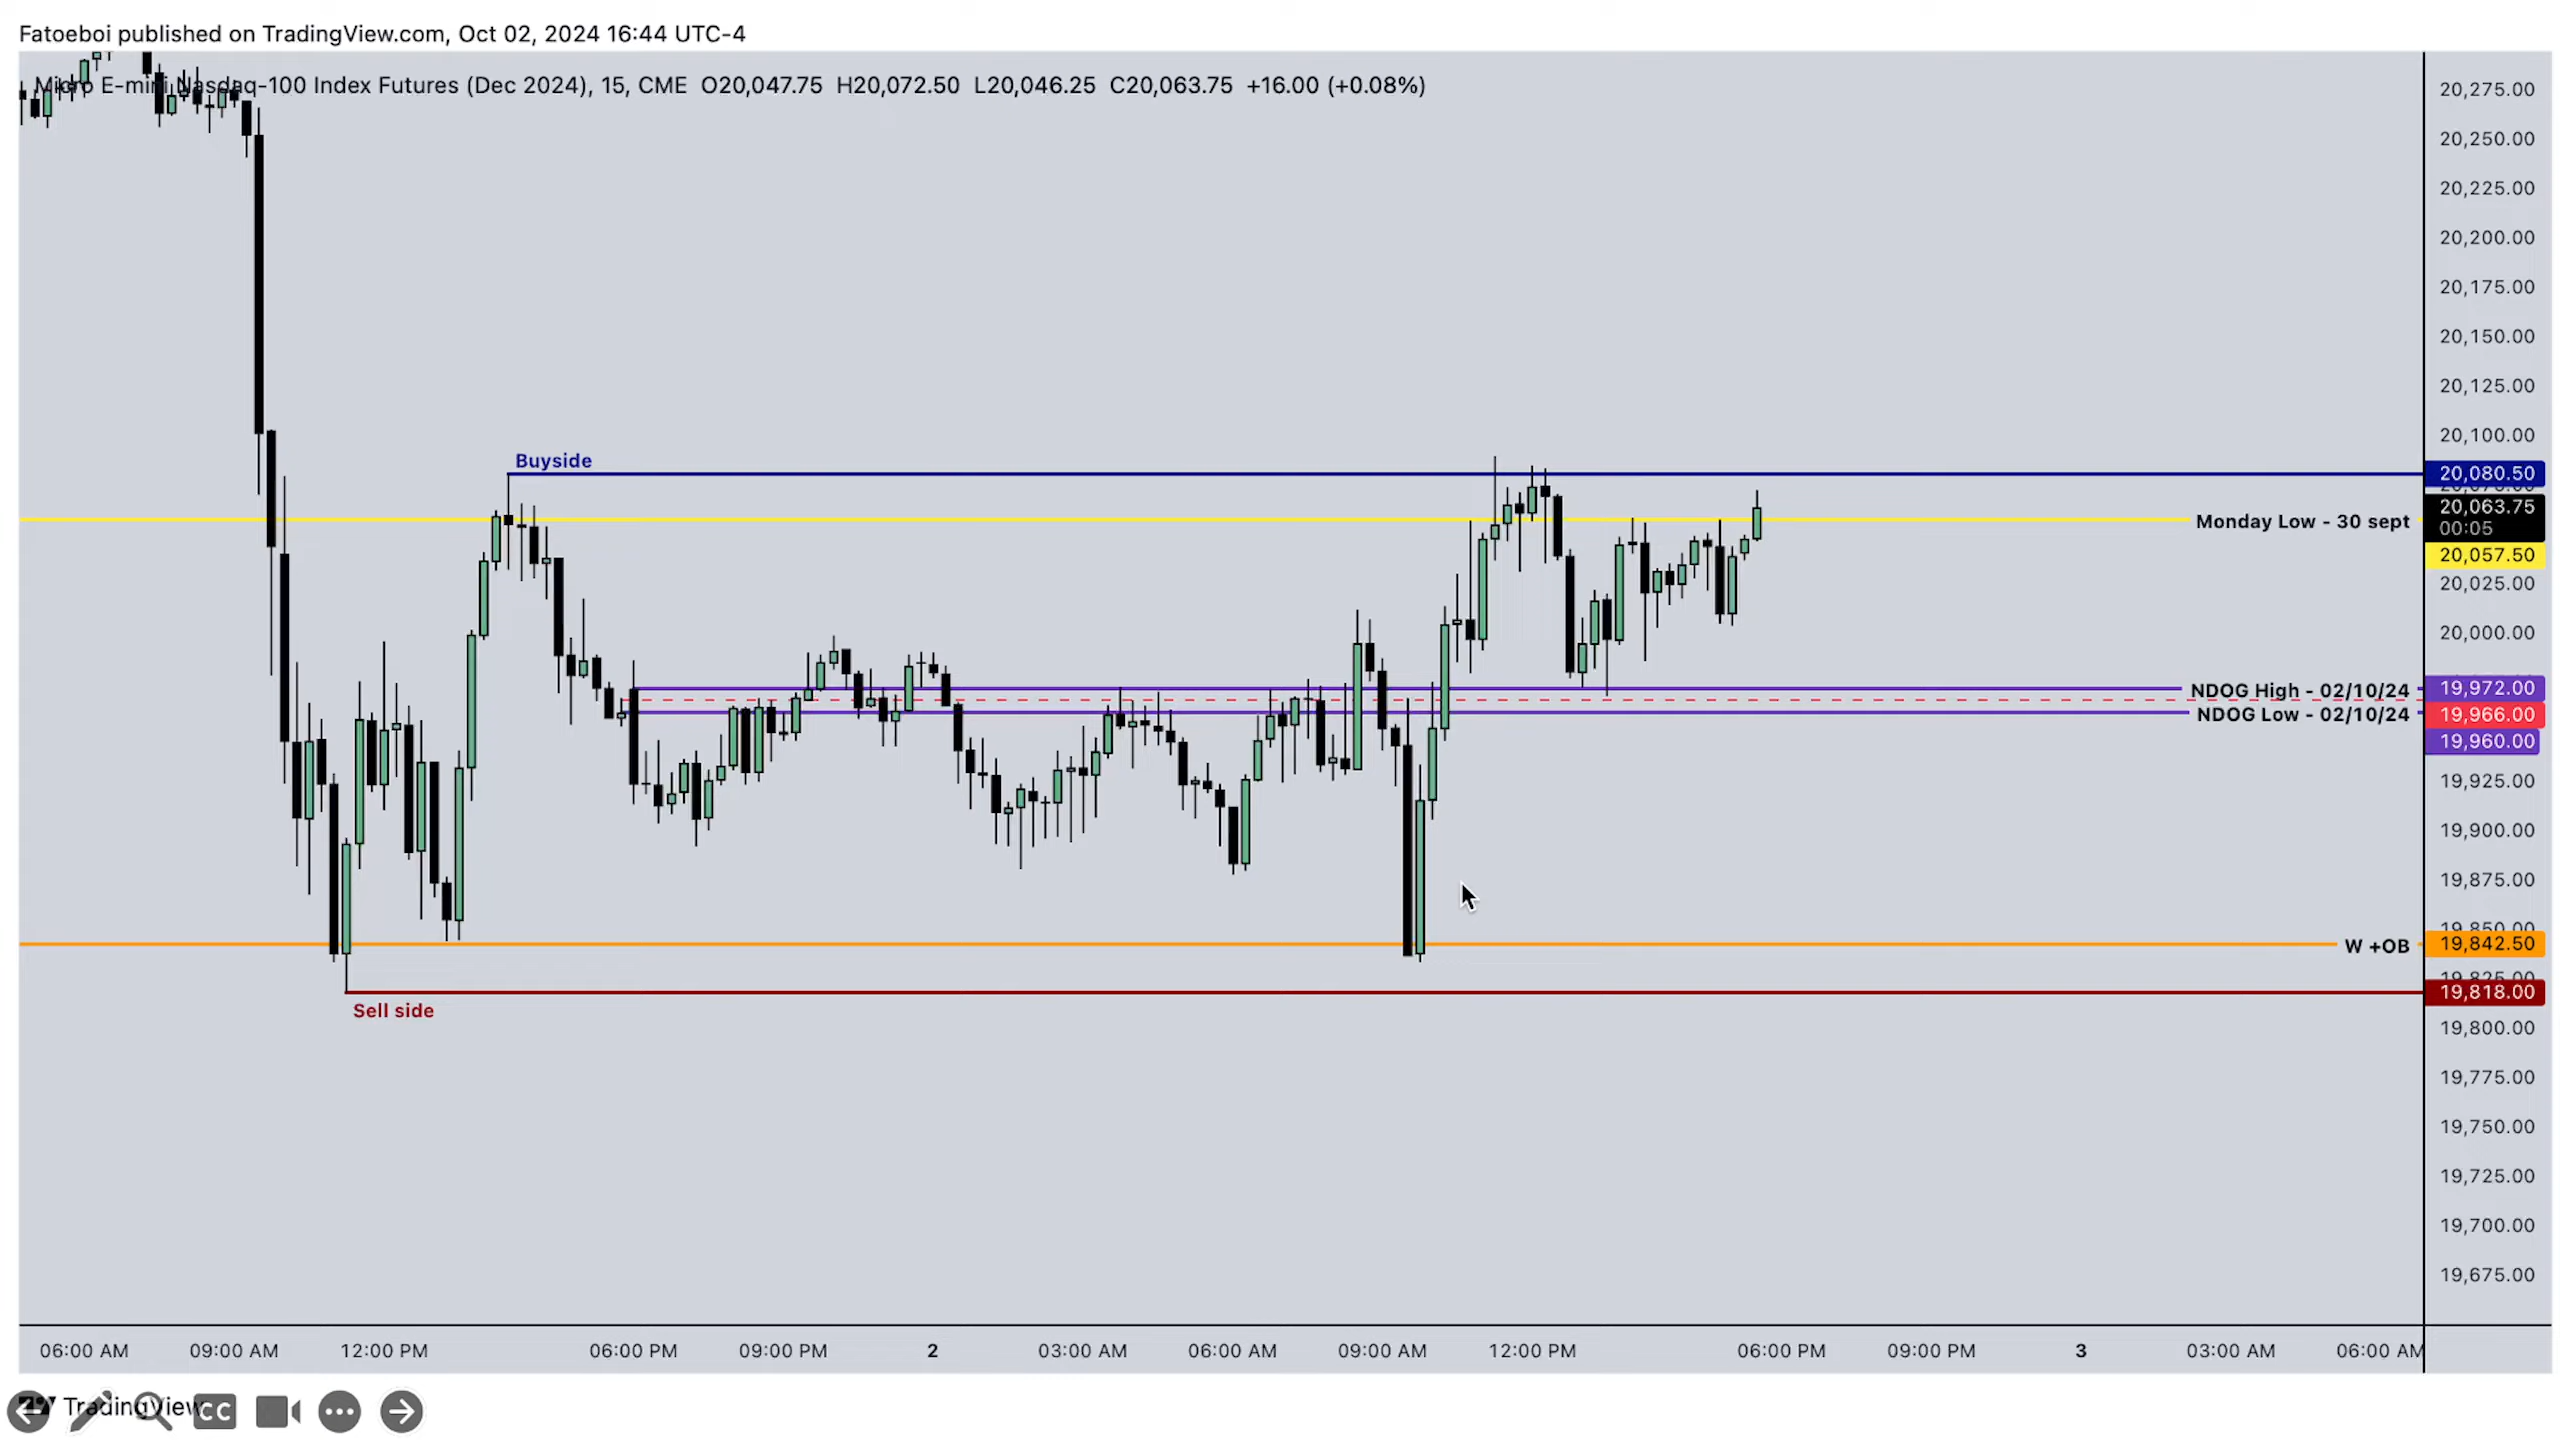 Fatoeboi published on TradingView.com, Oct 02, 2024 16:44 UTC-4
Micro E-mini Nasdaq-100 Index Futures (Dec 2024), 15, CME O20,047.75 H20,072.50 L20,046.25 C20,063.75 +16.00 (+0.08%)
20,275.00
20,250.00
20,225.00
20,200.00
20,175.00
20,150.00
20,125.00
20,100.00
Buyside
20,080.50
20,063.75
Monday Low - 30 sept
00:05
20,057.50
20,025.00
20,000.00
NDOG High - 02/10/24
19,972.00
NDOG Low - 02/10/24
19,966.00
19,960.00
19,925.00
19,900.00
19,875.00
19,850.00
W +OB
19,842.50
19,825.00
19,818.00
Sell side
19,800.00
19,775.00
19,750.00
19,725.00
19,700.00
19,675.00
06:00 AM 09:00 AM 12:00 PM 06:00 PM 09:00 PM 2 03:00 AM 06:00 AM 09:00 AM 12:00 PM 06:00 PM 09:00 PM 3 03:00 AM 06:00 AM
TradingView
CC